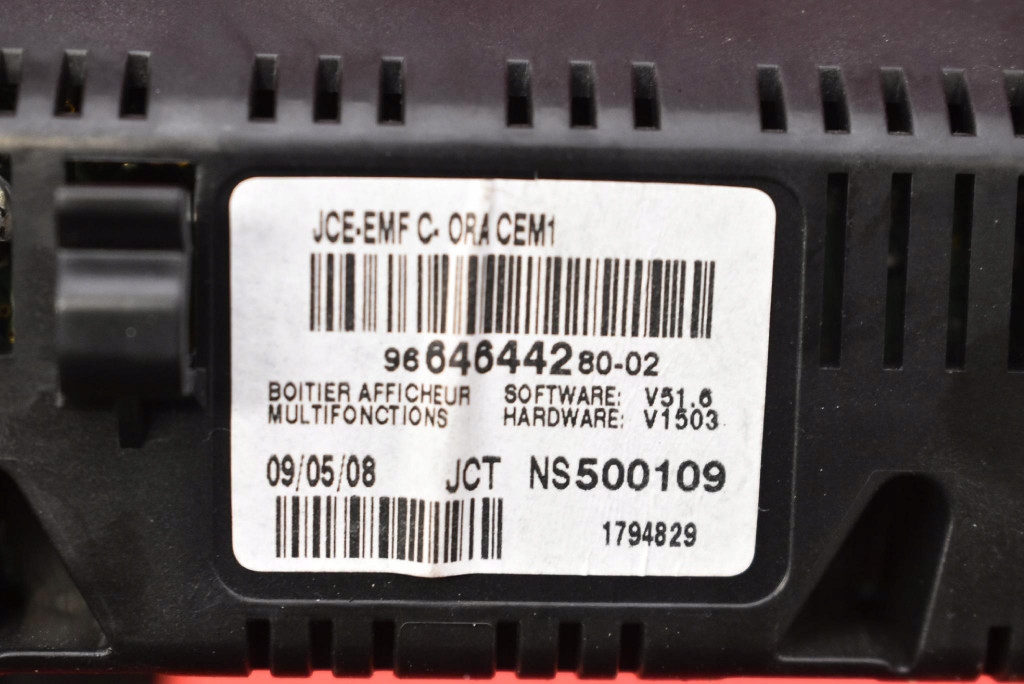 JCE-EMF C- ORA CEM1
9664644280-02
BOITIER AFFICHEUR SOFTWARE: V51.6
MULTIFONCTIONS HARDWARE: V1503
09/05/08 JCT NS500109
1794829